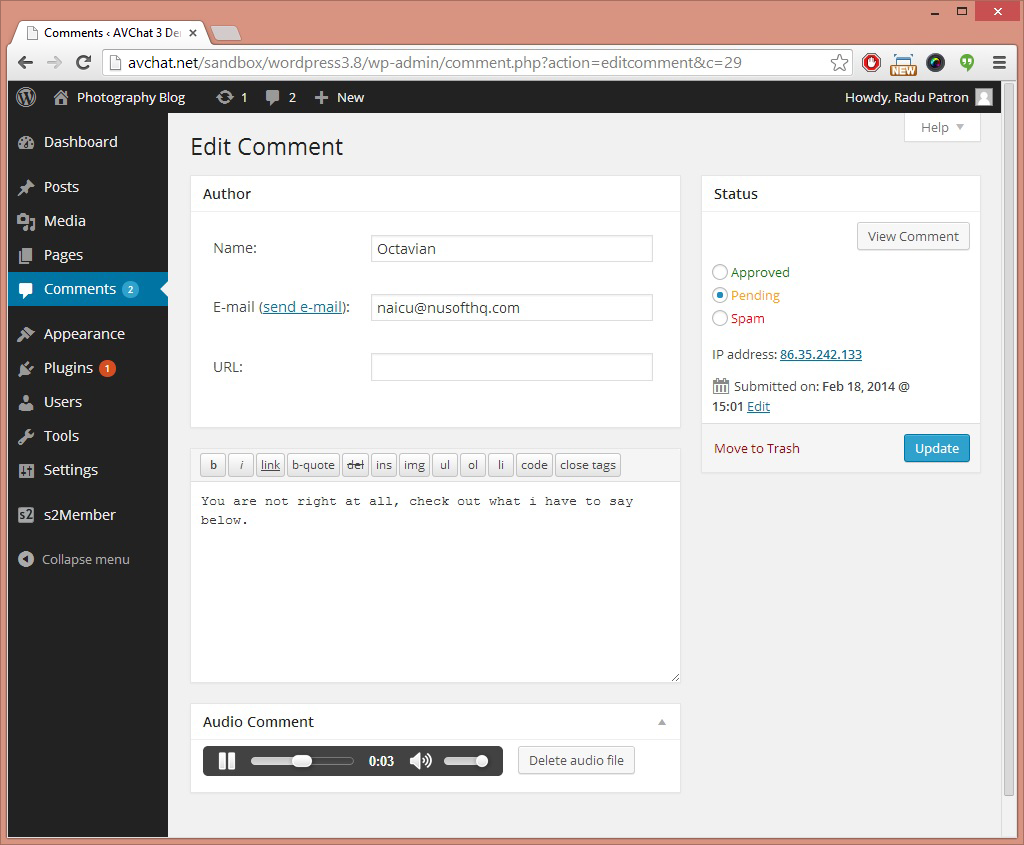 Comments ‹ AVChat 3 De
avchat.net/sandbox/wordpress3.8/wp-admin/comment.php?action=editcomment&c=29
NEW
Photography Blog
1
2
New
Howdy, Radu Patron
Help
Dashboard
Posts
Media
Pages
Comments 2
Appearance
Plugins 1
Users
Tools
Settings
s2 s2Member
Collapse menu
Edit Comment
Author
Name: Octavian
E-mail (send e-mail): naicu@nusofthq.com
URL:
b i link b-quote del ins img ul ol li code close tags
You are not right at all, check out what i have to say
below.
Audio Comment
0:03
Delete audio file
Status
View Comment
Approved
Pending
Spam
IP address: 86.35.242.133
Submitted on: Feb 18, 2014 @
15:01 Edit
Move to Trash
Update